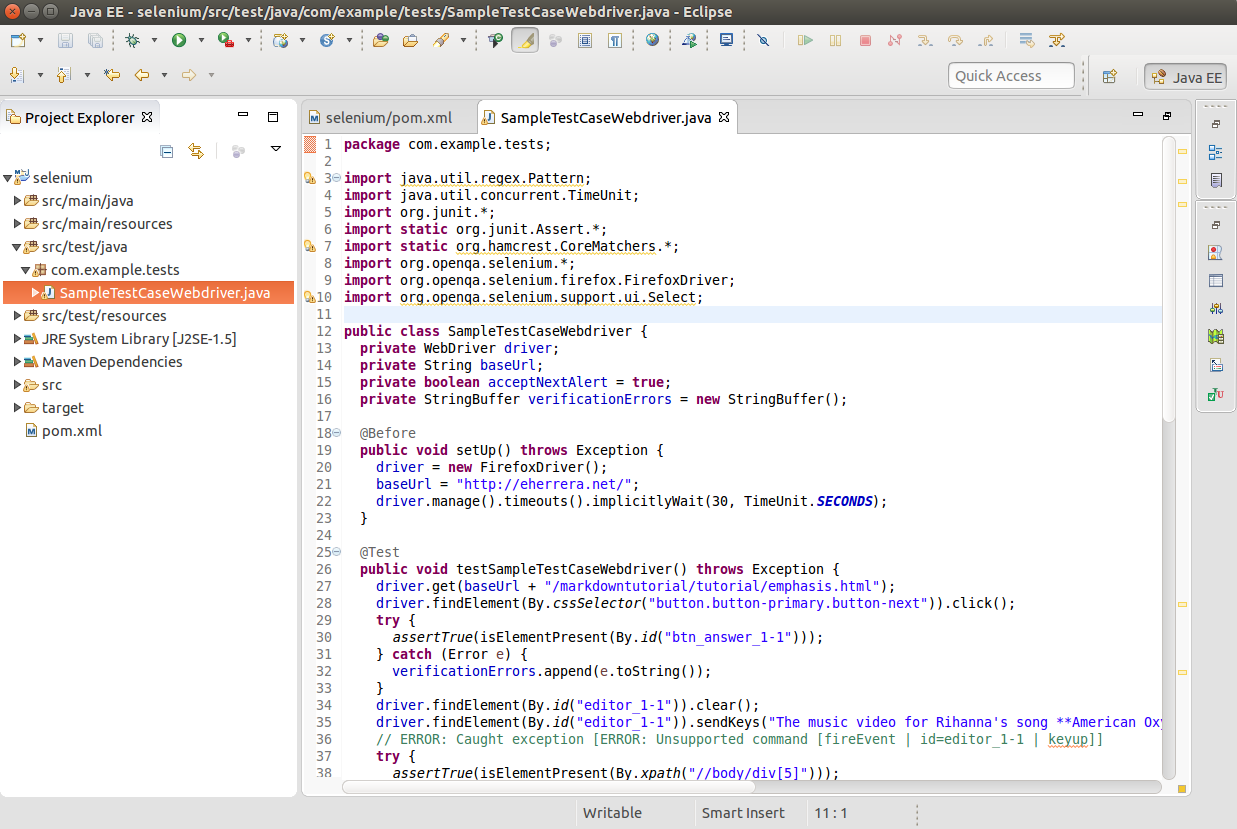 Java EE - selenium/src/test/java/com/example/tests/SampleTestCaseWebdriver.java - Eclipse
Quick Access
Java EE
Project Explorer
selenium
src/main/java
src/main/resources
src/test/java
com.example.tests
SampleTestCaseWebdriver.java
src/test/resources
JRE System Library [J2SE-1.5]
Maven Dependencies
src
target
pom.xml
selenium/pom.xml
SampleTestCaseWebdriver.java
1 package com.example.tests;
2
3 import java.util.regex.Pattern;
4 import java.util.concurrent.TimeUnit;
5 import org.junit.*;
6 import static org.junit.Assert.*;
7 import static org.hamcrest.CoreMatchers.*;
8 import org.openqa.selenium.*;
9 import org.openqa.selenium.firefox.FirefoxDriver;
10 import org.openqa.selenium.support.ui.Select;
11
12 public class SampleTestCaseWebdriver {
13 private WebDriver driver;
14 private String baseUrl;
15 private boolean acceptNextAlert = true;
16 private StringBuffer verificationErrors = new StringBuffer();
17
18 @Before
19 public void setUp() throws Exception {
20 driver = new FirefoxDriver();
21 baseUrl = "http://eherrera.net/";
22 driver.manage().timeouts().implicitlyWait(30, TimeUnit.SECONDS);
23 }
24
25 @Test
26 public void testSampleTestCaseWebdriver() throws Exception {
27 driver.get(baseUrl + "/markdowntutorial/tutorial/emphasis.html");
28 driver.findElement(By.cssSelector("button.button-primary.button-next")).click();
29 try {
30 assertTrue(isElementPresent(By.id("btn_answer_1-1")));
31 } catch (Error e) {
32 verificationErrors.append(e.toString());
33 }
34 driver.findElement(By.id("editor_1-1")).clear();
35 driver.findElement(By.id("editor_1-1")).sendKeys("The music video for Rihanna's song **American Oxy
36 // ERROR: Caught exception [ERROR: Unsupported command [fireEvent | id=editor_1-1 | keyup]]
37 try {
38 assertTrue(isElementPresent(By.xpath("//body/div[5]")));
Writable
Smart Insert
11 : 1